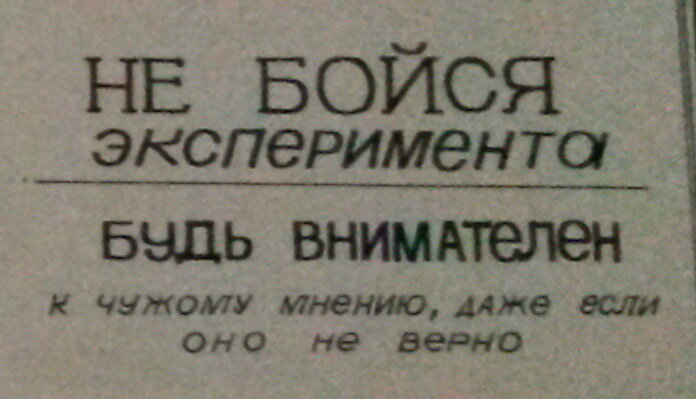 НЕ БОЙСЯ
эксперимента
БУДЬ ВНИМАТЕЛЕН
к чужому мнению, даже если
оно не верно